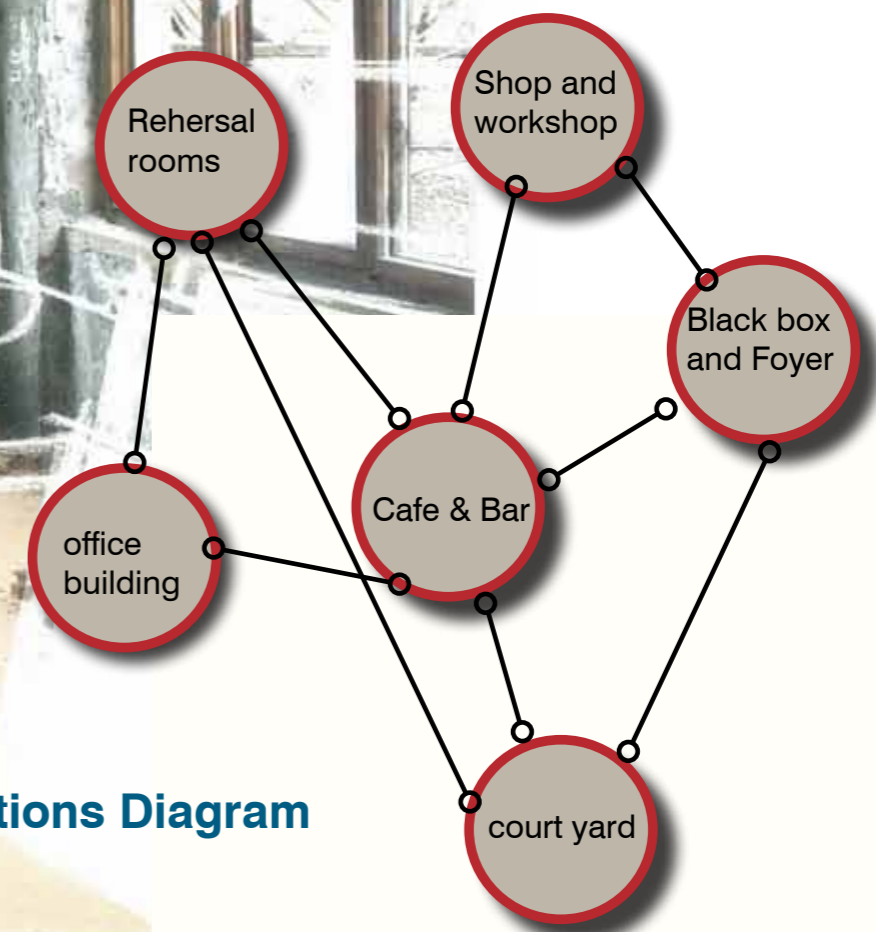 Shop and
workshop
Rehersal
rooms
Black box
and Foyer
Cafe & Bar
office
building
tions Diagram
court yard